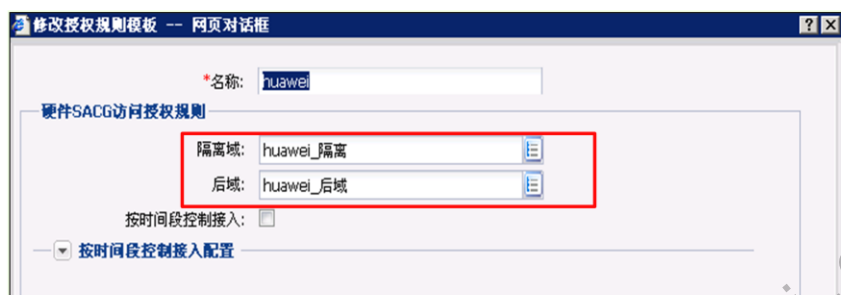 修改授权规则模板 -- 网页对话框
*名称: huawei
硬件SACG访问授权规则
隔离域: huawei_隔离
后域: huawei_后域
按时间段控制接入:
按时间段控制接入配置